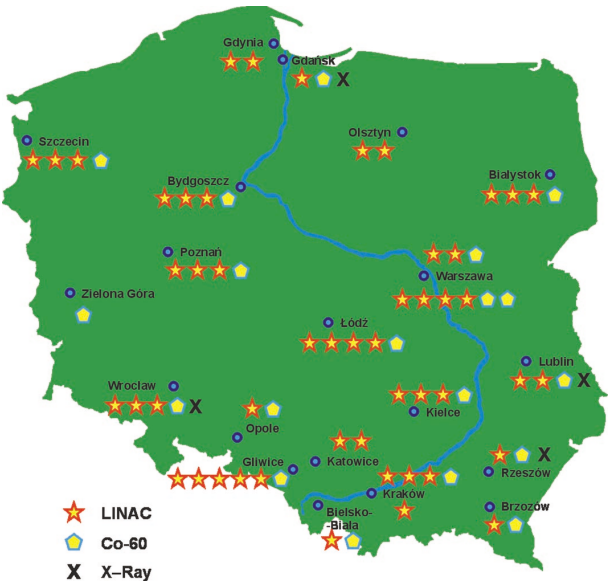 Gdynia
Gdańsk
X
Olsztyn
Szczecin
Białystok
Bydgoszcz
Poznań
Warszawa
Zielona Góra
Łódź
Lublin
X
Wrocław
X
Kielce
Opole
Gliwice
Katowice
X
Rzeszów
Kraków
Brzozów
Bielsko-
-Biala
LINAC
Co-60
X X–Ray